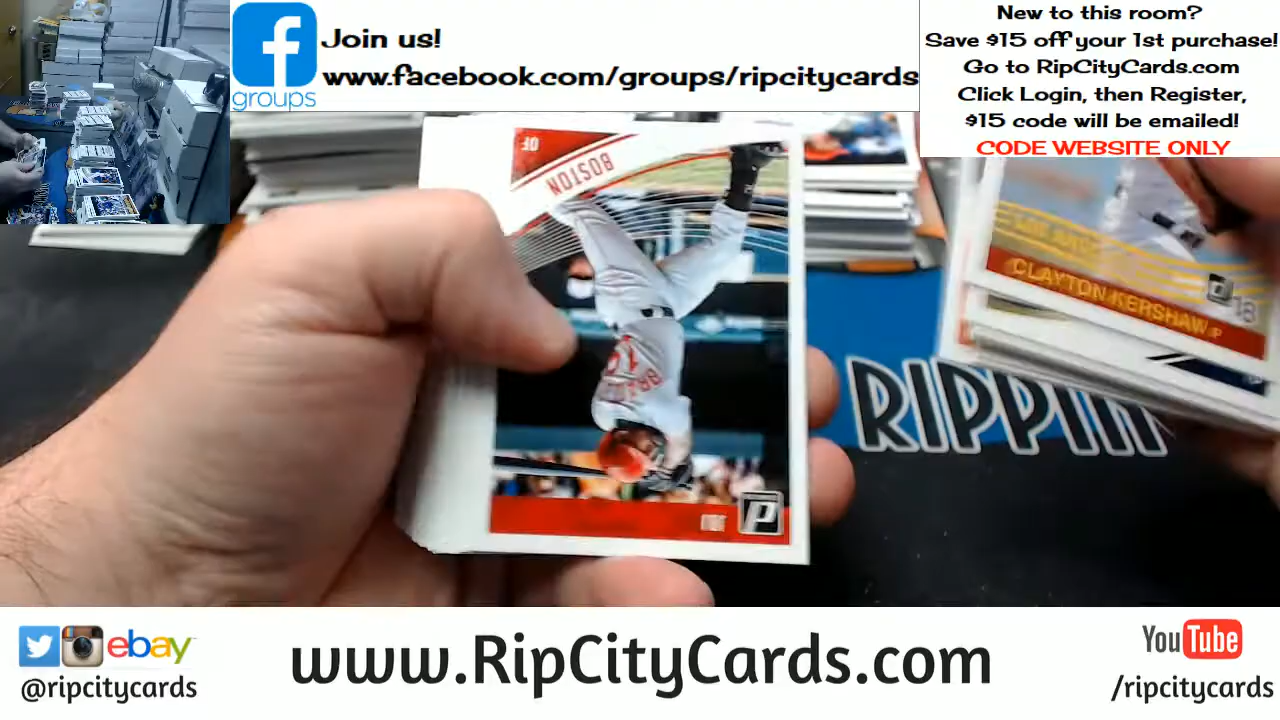 Join us!
www.facebook.com/groups/ripcitycards
groups
New to this room?
Save $15 off your 1st purchase!
Go to RipCityCards.com
Click Login, then Register,
$15 code will be emailed!
CODE WEBSITE ONLY
OF
BOSTON
19
CLAYTON KERSHAW P
18
RIPPIN
ebay
@ripcitycards
www.RipCityCards.com
YouTube
/ripcitycards